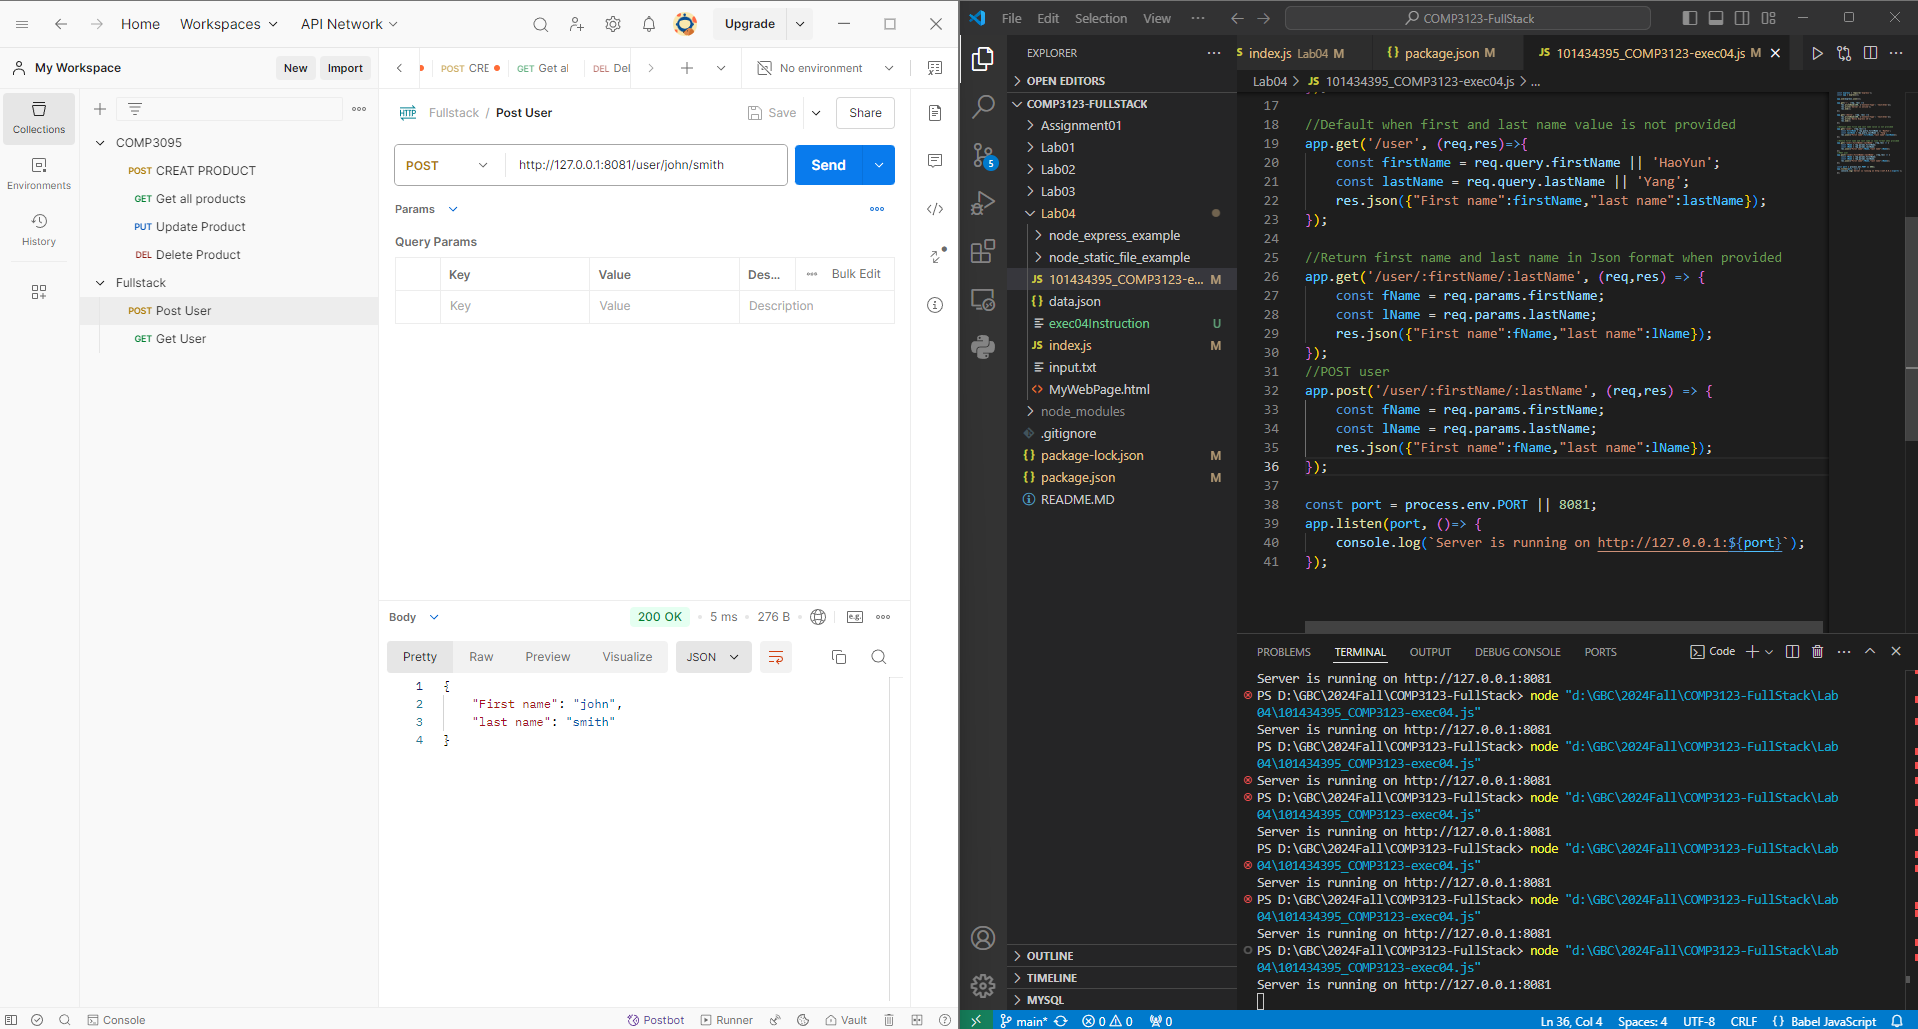 Home
Workspaces
API Network
Upgrade
My Workspace
New
Import
POST CRE
GET Get al
DEL Del
No environment
Collections
Environments
History
COMP3095
POST CREAT PRODUCT
GET Get all products
PUT Update Product
DEL Delete Product
Fullstack
POST Post User
GET Get User
HTTP Fullstack / Post User
Save
Share
POST
http://127.0.0.1:8081/user/john/smith
Send
Params
Query Params
Key Value Des... Bulk Edit
Key Value Description
Body
200 OK 5 ms 276 B
e.g.
Pretty Raw Preview Visualize JSON
1 {
2 "First name": "john",
3 "last name": "smith"
4 }
Console
Postbot
Runner
Vault
File Edit Selection View
COMP3123-FullStack
EXPLORER
OPEN EDITORS
COMP3123-FULLSTACK
Assignment01
Lab01
Lab02
Lab03
Lab04
node_express_example
node_static_file_example
JS 101434395_COMP3123-e... M
{} data.json
exec04Instruction U
JS index.js M
input.txt
<> MyWebPage.html
node_modules
.gitignore
{} package-lock.json M
{} package.json M
README.MD
OUTLINE
TIMELINE
MYSQL
5
S index.js Lab04 M
{} package.json M
JS 101434395_COMP3123-exec04.js M
Lab04 > JS 101434395_COMP3123-exec04.js > ...
17
18 //Default when first and last name value is not provided
19 app.get('/user', (req,res)=>{
20 const firstName = req.query.firstName || 'HaoYun';
21 const lastName = req.query.lastName || 'Yang';
22 res.json({"First name":firstName,"last name":lastName});
23 });
24
25 //Return first name and last name in Json format when provided
26 app.get('/user/:firstName/:lastName', (req,res) => {
27 const fName = req.params.firstName;
28 const lName = req.params.lastName;
29 res.json({"First name":fName,"last name":lName});
30 });
31 //POST user
32 app.post('/user/:firstName/:lastName', (req,res) => {
33 const fName = req.params.firstName;
34 const lName = req.params.lastName;
35 res.json({"First name":fName,"last name":lName});
36 });
37
38 const port = process.env.PORT || 8081;
39 app.listen(port, ()=> {
40 console.log(`Server is running on http://127.0.0.1:${port}`);
41 });
PROBLEMS TERMINAL OUTPUT DEBUG CONSOLE PORTS
Code
Server is running on http://127.0.0.1:8081
PS D:\GBC\2024Fall\COMP3123-FullStack> node "d:\GBC\2024Fall\COMP3123-FullStack\Lab
04\101434395_COMP3123-exec04.js"
Server is running on http://127.0.0.1:8081
PS D:\GBC\2024Fall\COMP3123-FullStack> node "d:\GBC\2024Fall\COMP3123-FullStack\Lab
04\101434395_COMP3123-exec04.js"
Server is running on http://127.0.0.1:8081
PS D:\GBC\2024Fall\COMP3123-FullStack> node "d:\GBC\2024Fall\COMP3123-FullStack\Lab
04\101434395_COMP3123-exec04.js"
Server is running on http://127.0.0.1:8081
PS D:\GBC\2024Fall\COMP3123-FullStack> node "d:\GBC\2024Fall\COMP3123-FullStack\Lab
04\101434395_COMP3123-exec04.js"
Server is running on http://127.0.0.1:8081
PS D:\GBC\2024Fall\COMP3123-FullStack> node "d:\GBC\2024Fall\COMP3123-FullStack\Lab
04\101434395_COMP3123-exec04.js"
Server is running on http://127.0.0.1:8081
PS D:\GBC\2024Fall\COMP3123-FullStack> node "d:\GBC\2024Fall\COMP3123-FullStack\Lab
04\101434395_COMP3123-exec04.js"
Server is running on http://127.0.0.1:8081
main* 0 0 0
Ln 36, Col 4 Spaces: 4 UTF-8 CRLF {} Babel JavaScript